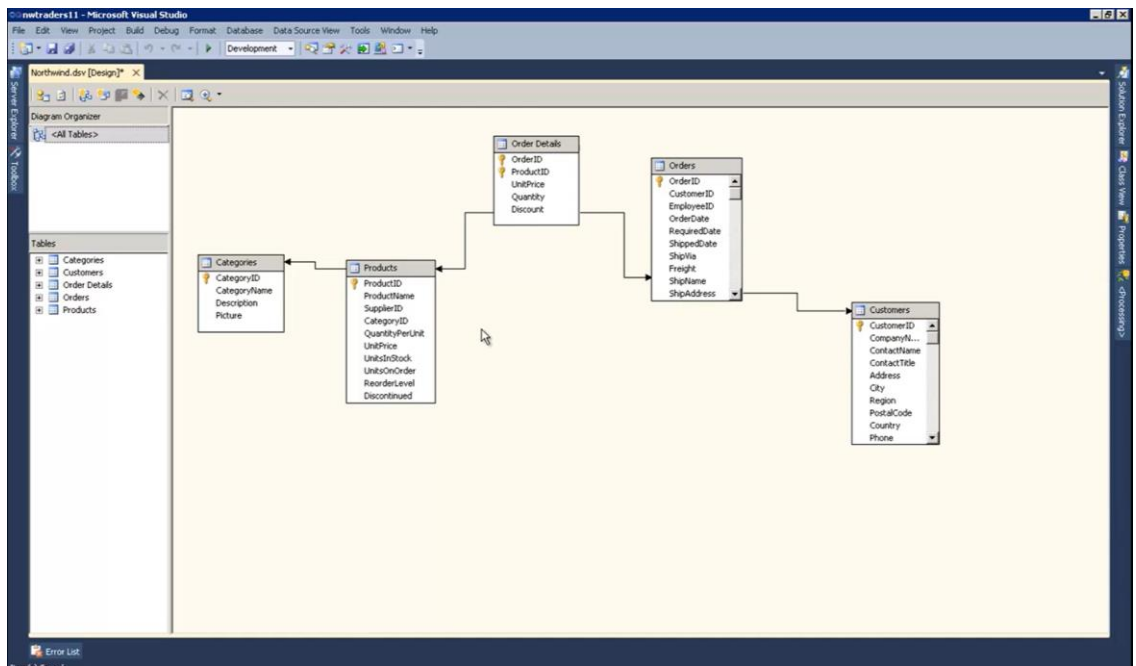 nwtraders11 - Microsoft Visual Studio
File Edit View Project Build Debug Format Database Data Source View Tools Window Help
Development
Northwind.dsv [Design]*
Server Explorer
Toolbox
Diagram Organizer
<All Tables>
Tables
Categories
Customers
Order Details
Orders
Products
Categories
CategoryID
CategoryName
Description
Picture
Products
ProductID
ProductName
SupplierID
CategoryID
QuantityPerUnit
UnitPrice
UnitsInStock
UnitsOnOrder
ReorderLevel
Discontinued
Order Details
OrderID
ProductID
UnitPrice
Quantity
Discount
Orders
OrderID
CustomerID
EmployeeID
OrderDate
RequiredDate
ShippedDate
ShipVia
Freight
ShipName
ShipAddress
Customers
CustomerID
CompanyN...
ContactName
ContactTitle
Address
City
Region
PostalCode
Country
Phone
Solution Explorer
Class View
Properties
<Processing>
Error List